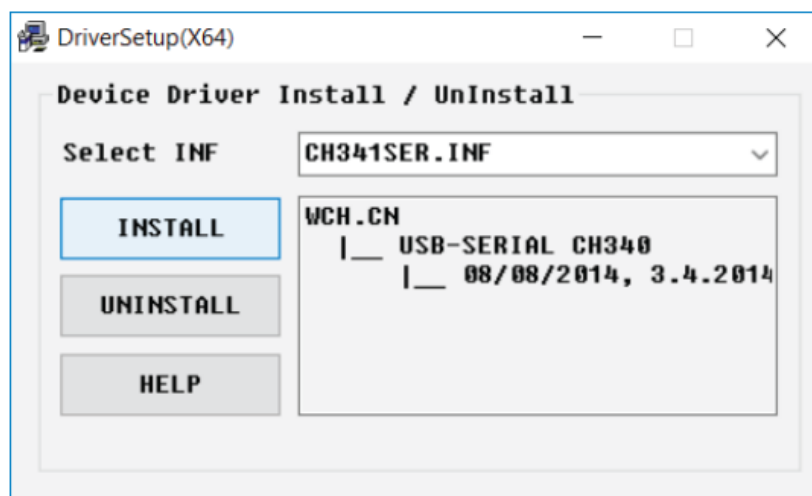 DriverSetup(X64)
Device Driver Install / UnInstall
Select INF
CH341SER.INF
INSTALL
UNINSTALL
HELP
WCH.CN
|__ USB-SERIAL CH340
|__ 08/08/2014, 3.4.2014